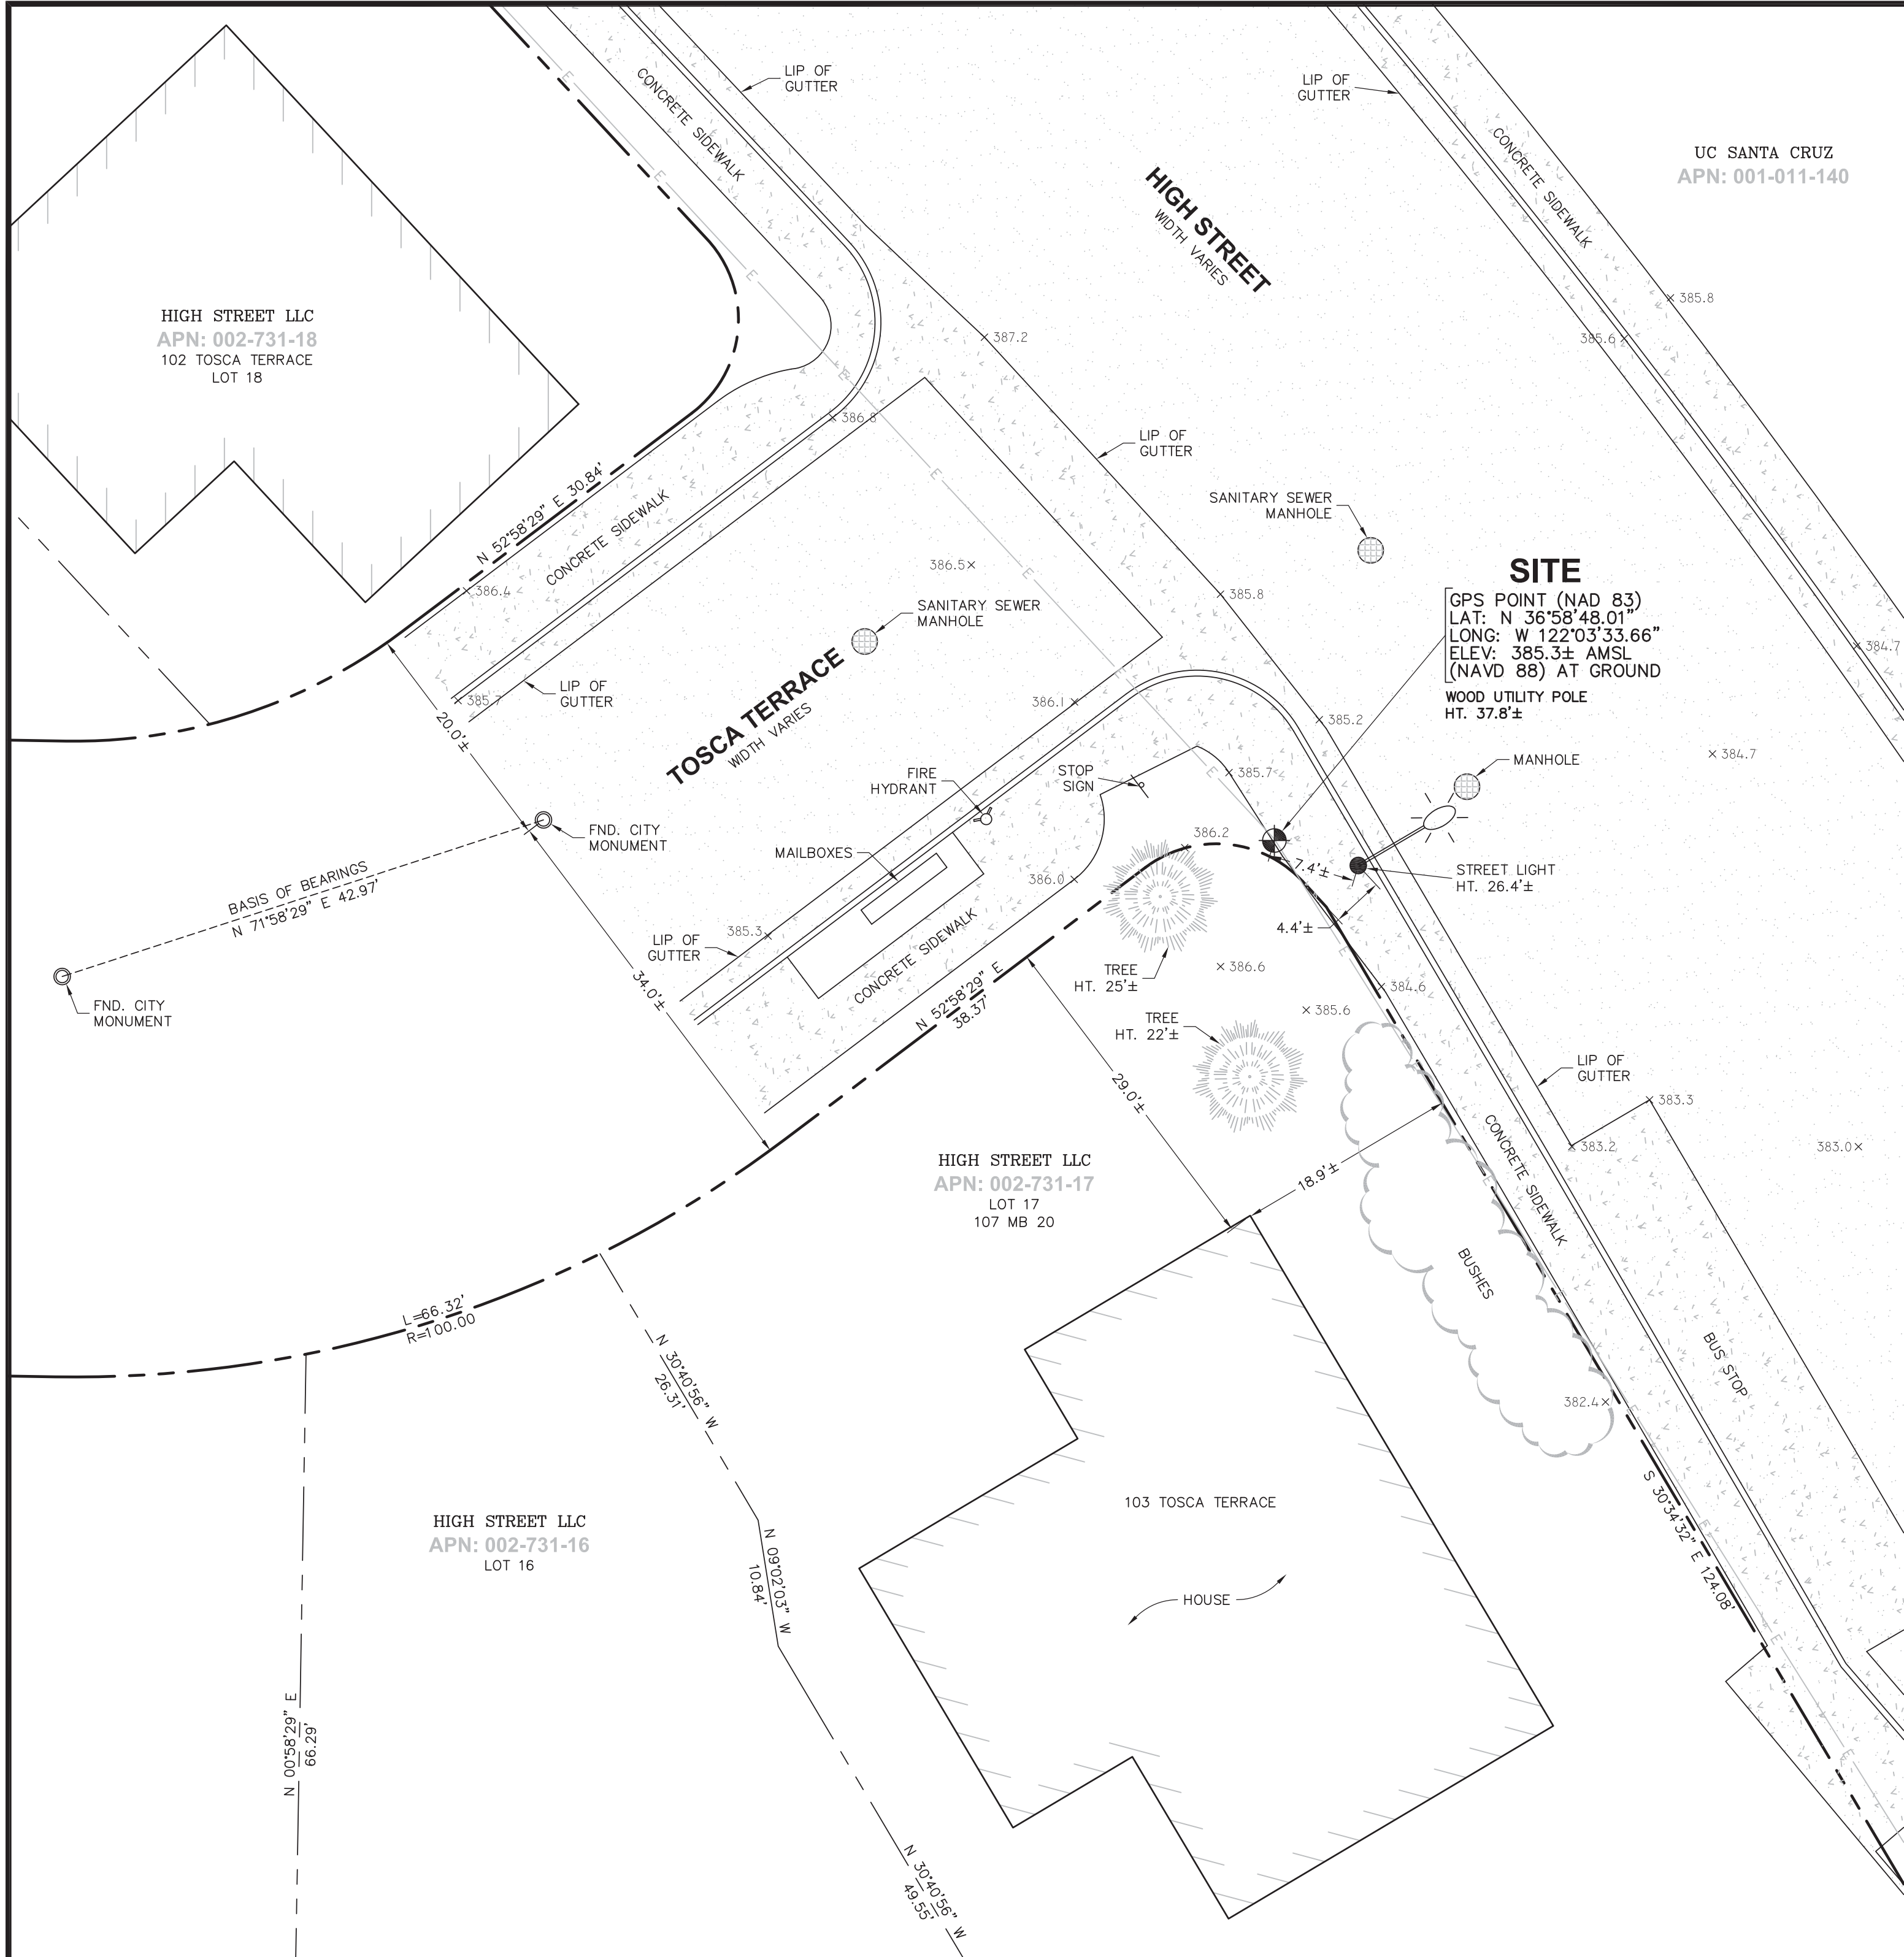 LIP OF
GUTTER
CONCRETE SIDEWALK
LIP OF
GUTTER
CONCRETE SIDEWALK
UC SANTA CRUZ
APN: 001-011-140
HIGH STREET
WIDTH VARIES
385.8
385.6
387.2
HIGH STREET LLC
APN: 002-731-18
102 TOSCA TERRACE
LOT 18
386.8
LIP OF
GUTTER
N 52°58'29" E 30.84'
CONCRETE SIDEWALK
SANITARY SEWER
MANHOLE
386.5
386.4
385.8
SANITARY SEWER
MANHOLE
SITE
GPS POINT (NAD 83)
LAT: N 36°58'48.01"
LONG: W 122°03'33.66"
ELEV: 385.3± AMSL
(NAVD 88) AT GROUND
WOOD UTILITY POLE
HT. 37.8'±
384.7
LIP OF
GUTTER
385.7
20.0'±
TOSCA TERRACE
WIDTH VARIES
386.1
385.2
384.7
MANHOLE
FIRE
HYDRANT
STOP
SIGN
385.7
FND. CITY
MONUMENT
MAILBOXES
386.2
7.4'±
STREET LIGHT
HT. 26.4'±
386.0
BASIS OF BEARINGS
N 71°58'29" E 42.97'
4.4'±
385.3
LIP OF
GUTTER
CONCRETE SIDEWALK
34.0'±
TREE
HT. 25'±
386.6
384.6
385.6
FND. CITY
MONUMENT
N 52°58'29" E
38.37'
TREE
HT. 22'±
LIP OF
GUTTER
29.0'±
383.3
383.2
383.0
CONCRETE SIDEWALK
HIGH STREET LLC
APN: 002-731-17
LOT 17
107 MB 20
18.9'±
BUSHES
L=66.32'
R=100.00
N 30°40'56" W
26.31'
BUS STOP
382.4
S 30°34'32" E 124.08'
103 TOSCA TERRACE
HIGH STREET LLC
APN: 002-731-16
LOT 16
N 09°02'03" W
10.84'
HOUSE
N 00°58'29" E
66.29'
N 30°40'56" W
49.55'
E
E
E
E
E
E
E
E
E
E
E
E
E
E